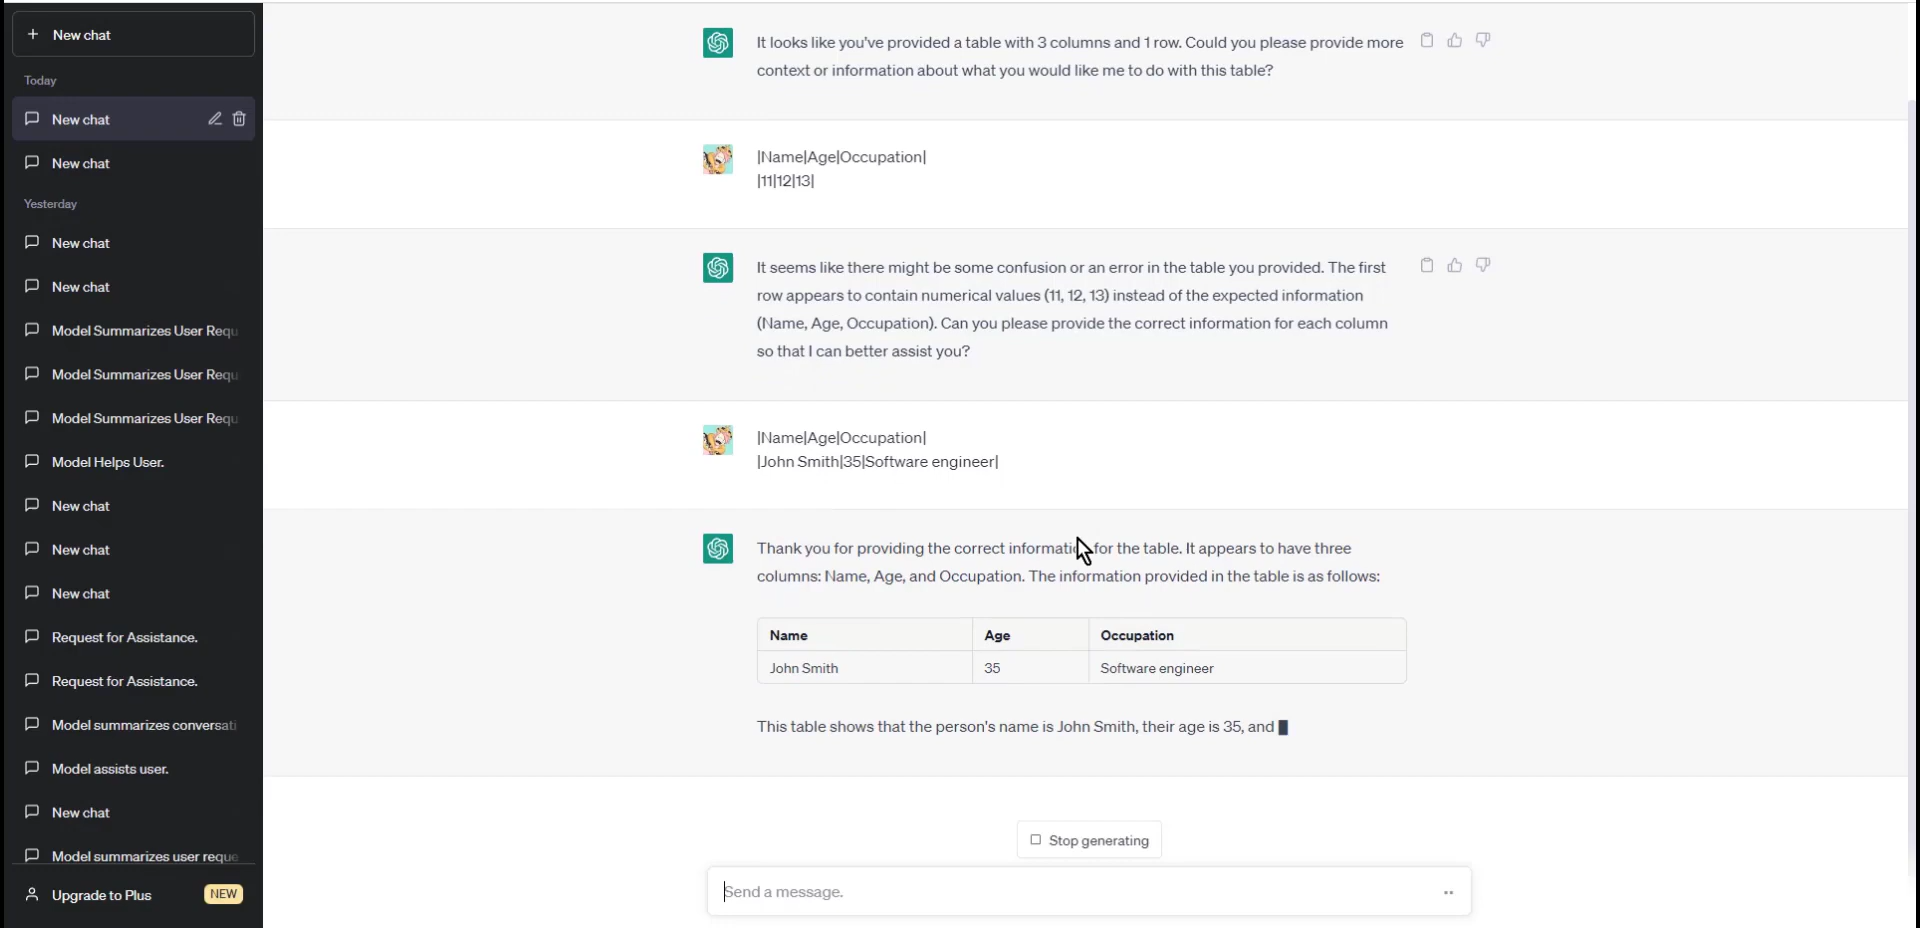 New chat
Today
New chat
New chat
Yesterday
New chat
New chat
Model Summarizes User Requ
Model Summarizes User Requ
Model Summarizes User Requ
Model Helps User.
New chat
New chat
New chat
Request for Assistance.
Request for Assistance.
Model summarizes conversati
Model assists user.
New chat
Model summarizes user reque
Upgrade to Plus NEW
It looks like you've provided a table with 3 columns and 1 row. Could you please provide more
context or information about what you would like me to do with this table?
|Name|Age|Occupation|
|11|12|13|
It seems like there might be some confusion or an error in the table you provided. The first
row appears to contain numerical values (11, 12, 13) instead of the expected information
(Name, Age, Occupation). Can you please provide the correct information for each column
so that I can better assist you?
|Name|Age|Occupation|
|John Smith|35|Software engineer|
Thank you for providing the correct information for the table. It appears to have three
columns: Name, Age, and Occupation. The information provided in the table is as follows:
Name Age Occupation
John Smith 35 Software engineer
This table shows that the person's name is John Smith, their age is 35, and
Stop generating
Send a message.